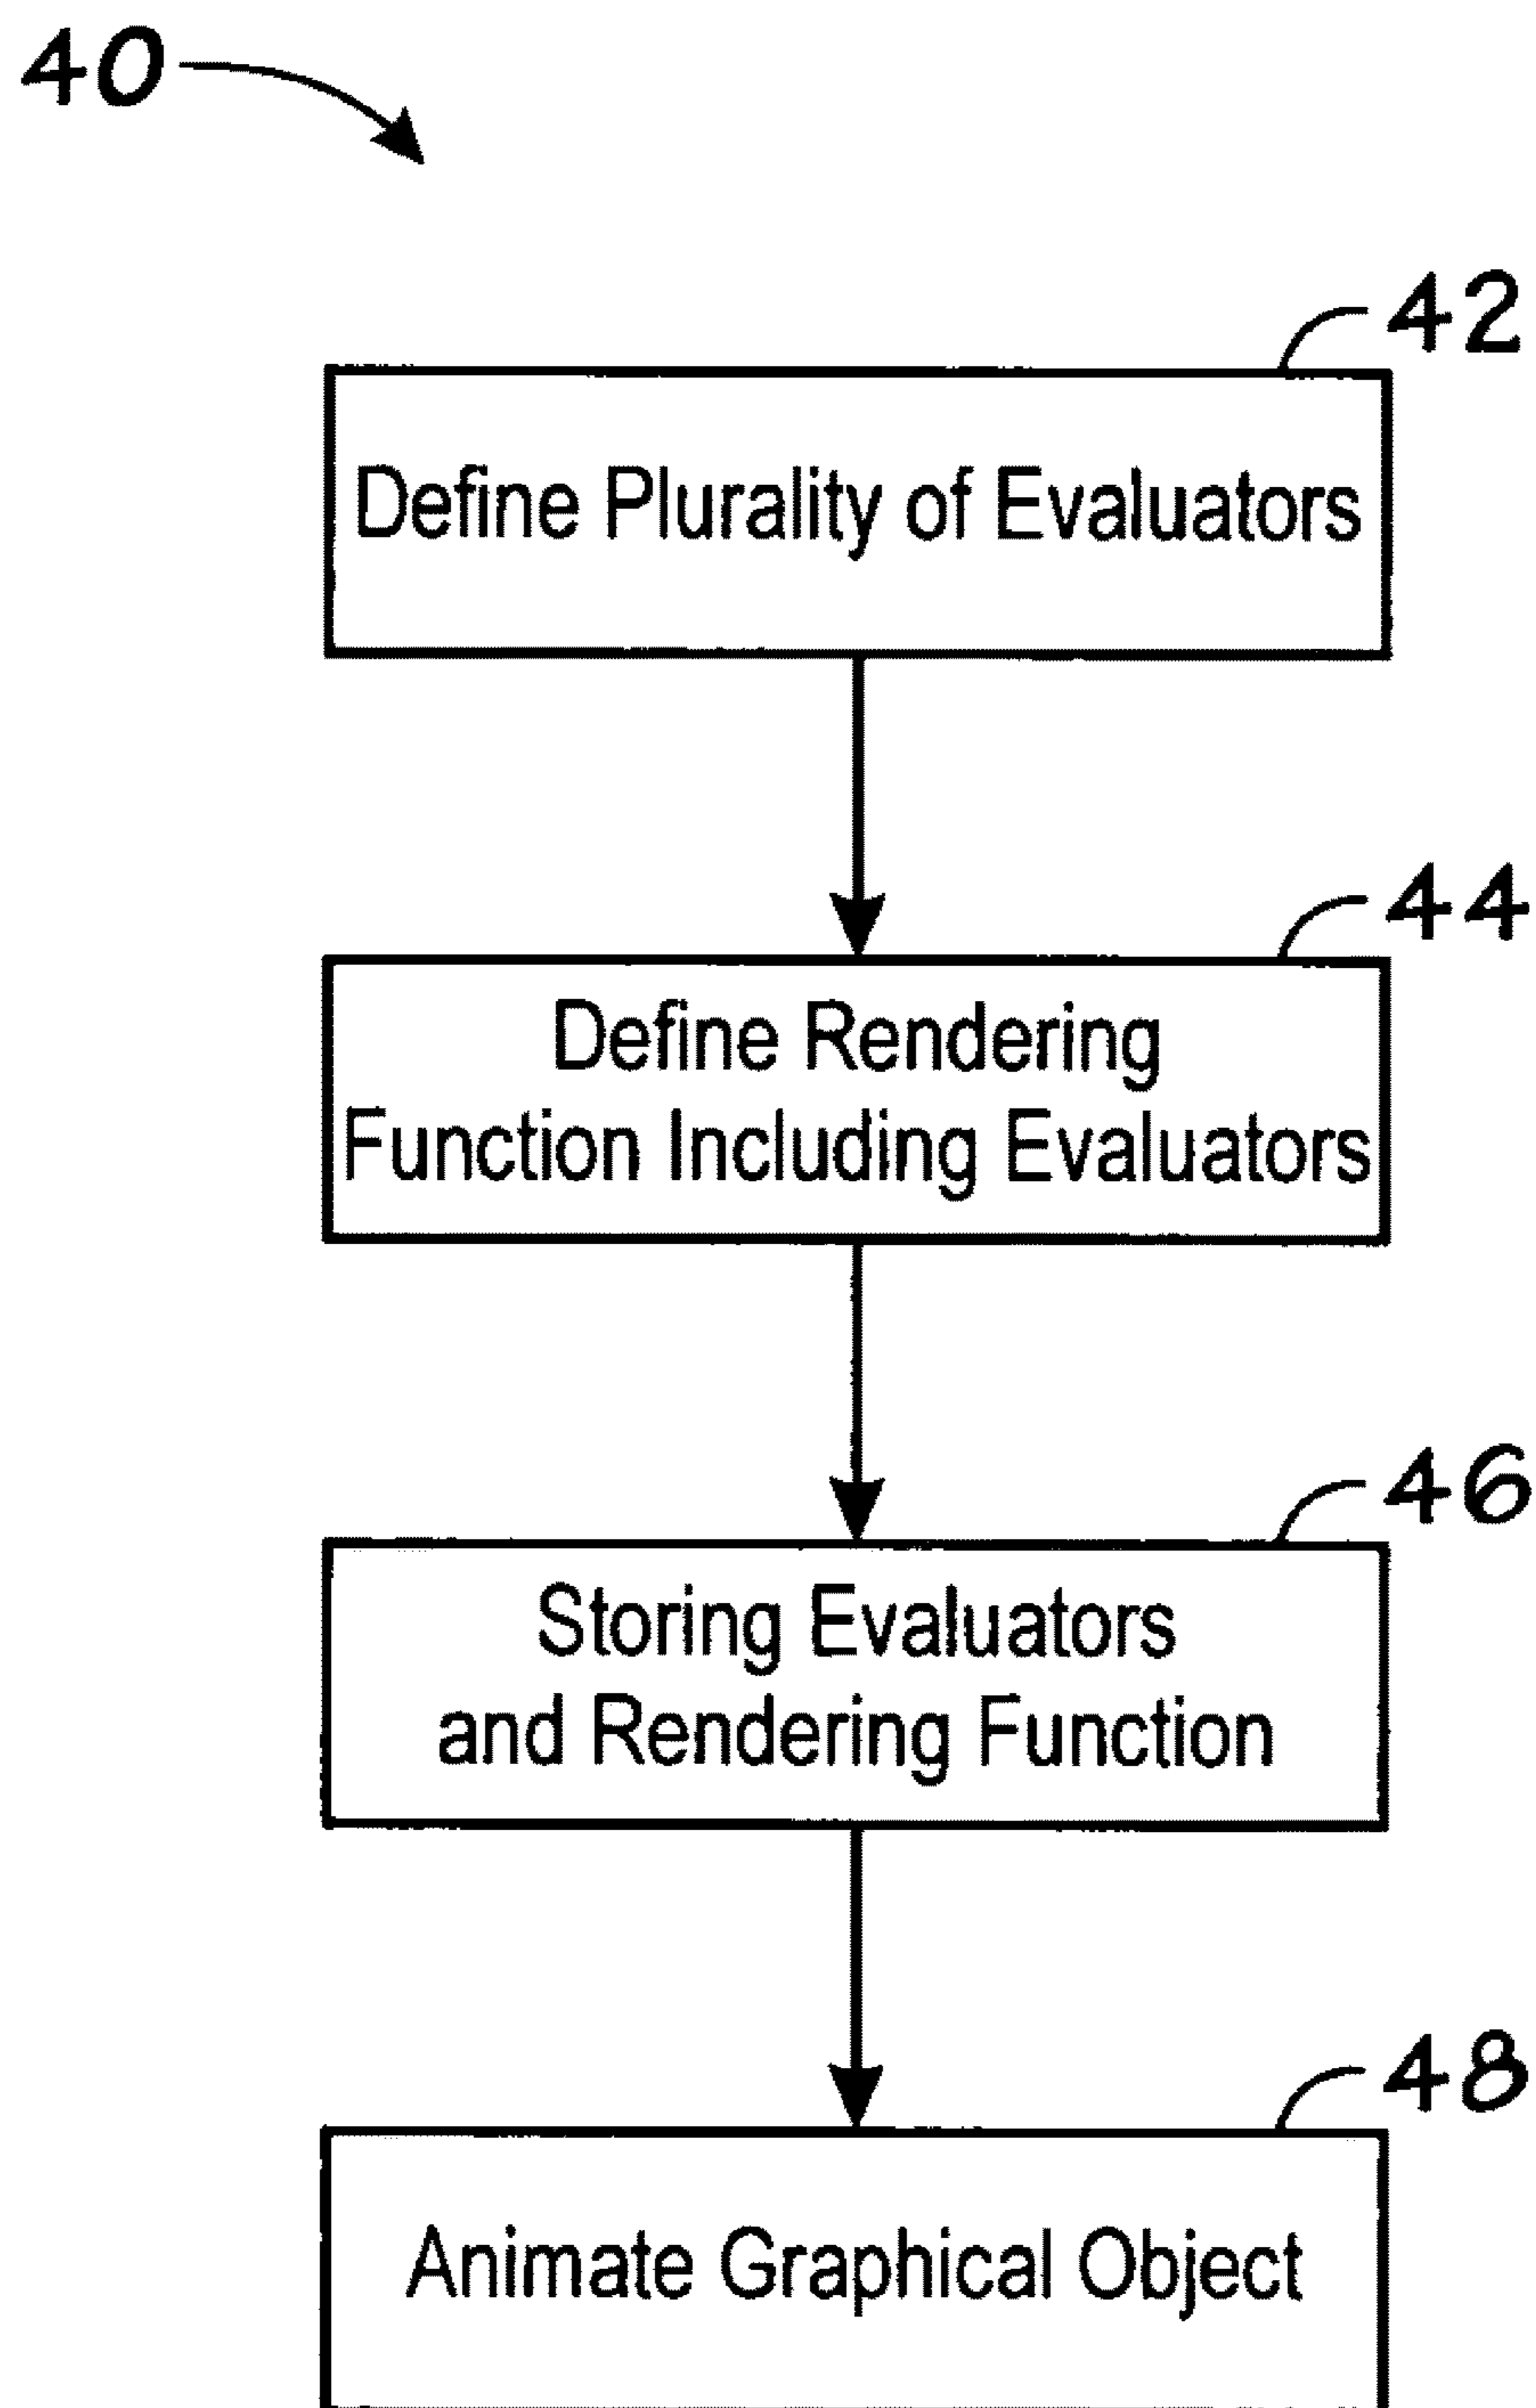 40
42
Define Plurality of Evaluators
44
Define Rendering
Function Including Evaluators
46
Storing Evaluators
and Rendering Function
48
Animate Graphical Object